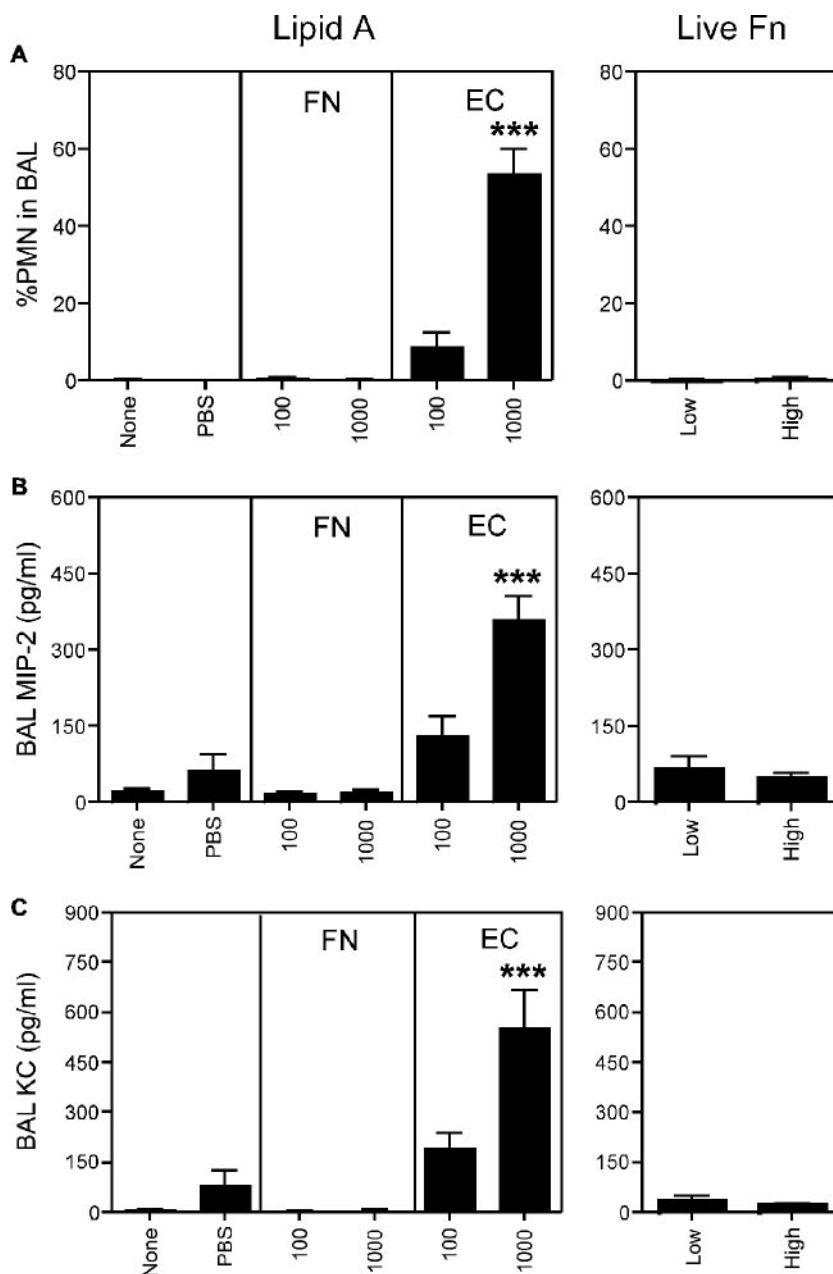 Lipid A
Live Fn
A
%PMN in BAL
80
60
40
20
0
FN
EC
***
None
PBS
100
1000
100
1000
80
60
40
20
0
Low
High
B
BAL MIP-2 (pg/ml)
600
450
300
150
0
FN
EC
***
None
PBS
100
1000
100
1000
600
450
300
150
0
Low
High
C
BAL KC (pg/ml)
900
750
600
450
300
150
0
FN
EC
***
None
PBS
100
1000
100
1000
900
750
600
450
300
150
0
Low
High